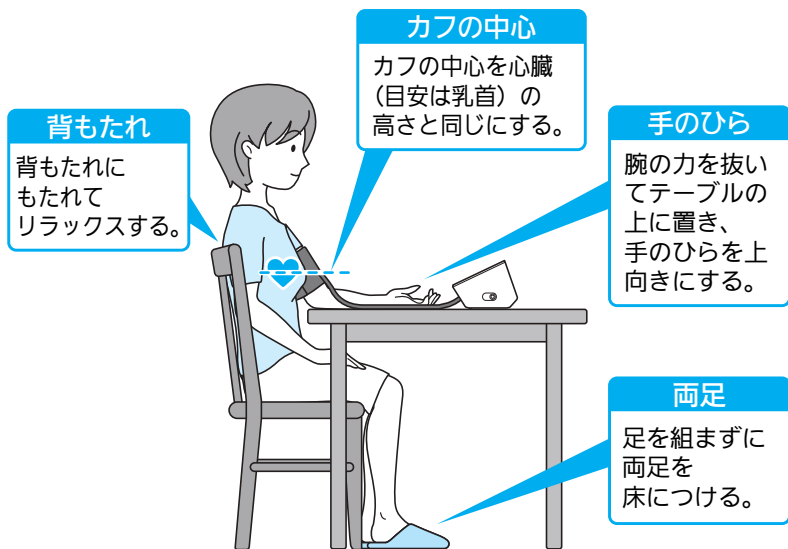 カフの中心
カフの中心を心臓
(目安は乳首)の
高さと同じにする。
背もたれ
背もたれに
もたれて
リラックスする。
手のひら
腕の力を抜い
てテーブルの
上に置き、
手のひらを上
向きにする。
両足
足を組まずに
両足を
床につける。